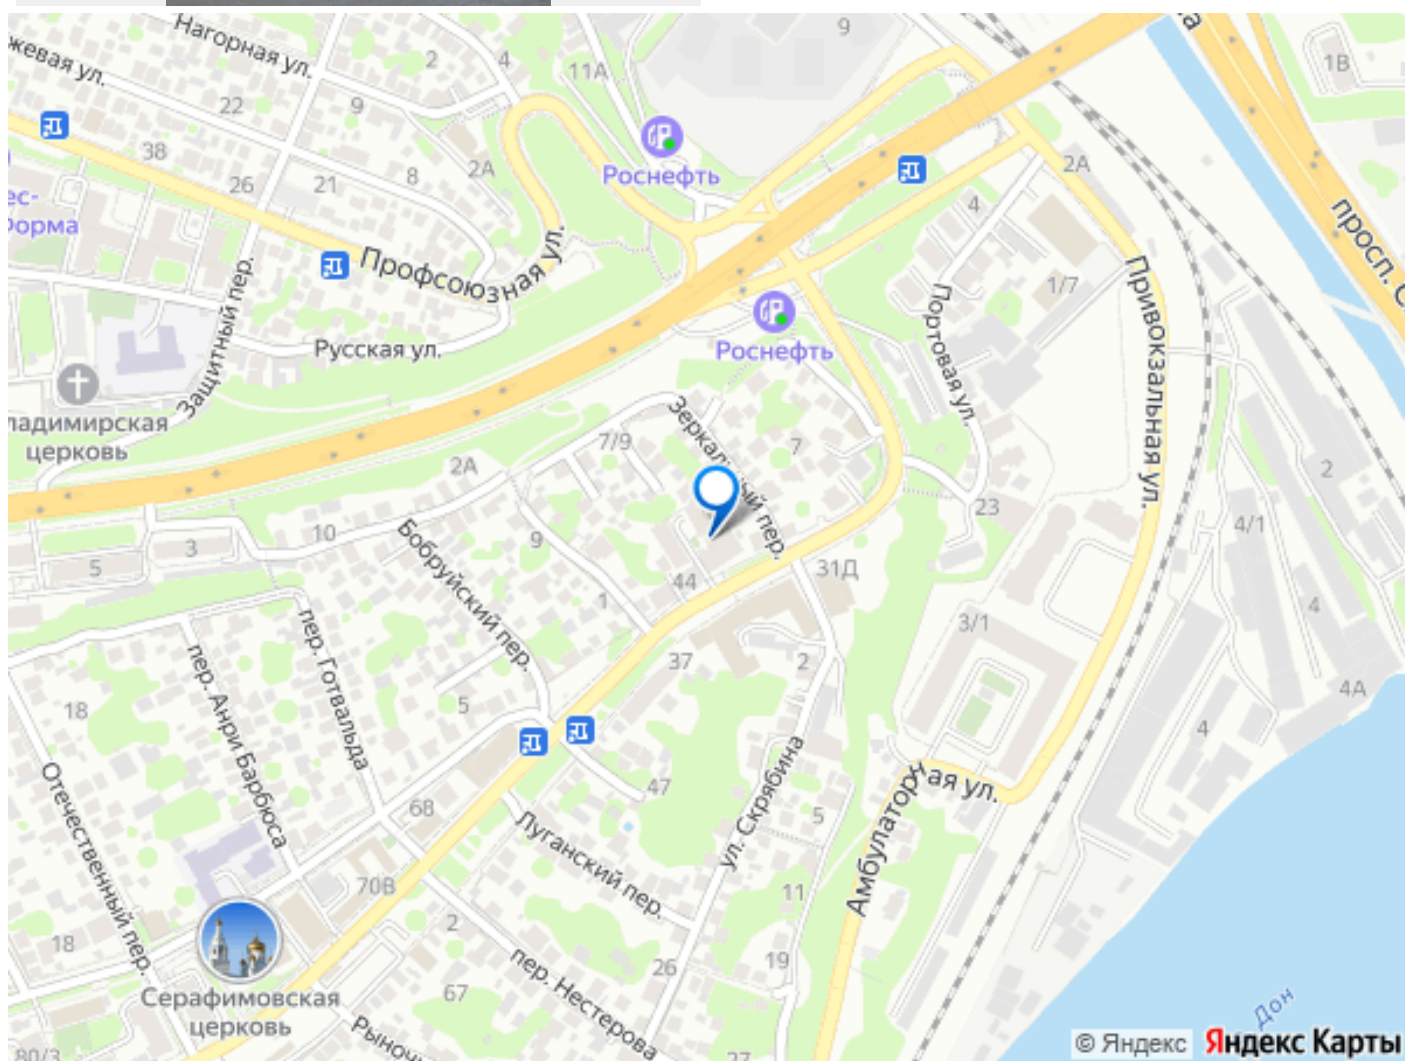 Нагорная ул.
жевая ул.
2
4
11А
9
1В
22
9
38
2А
8
26
21
Роснефть
2А
ес-
Форма
Профсоюзная ул.
4
просп. С
Привокзальная ул.
1/7
Портовая ул.
Защитный пер.
Русская ул.
Роснефть
ладимирская
церковь
Зеркальный пер.
7/9
7
2А
2
10
9
3
5
23
4/1
Бобруйский пер.
44
31Д
1
4
3/1
пер. Готвальда
пер. Анри Барбюса
37
2
4А
18
5
4
Отечественный пер.
47
ул. Скрябина
Амбулаторная ул.
68
5
Луганский пер.
70В
11
2
18
26
19
пер. Нестерова
67
Серафимовская
церковь
Рыночн
80/3
27
Дон
© Яндекс
Яндекс Карты